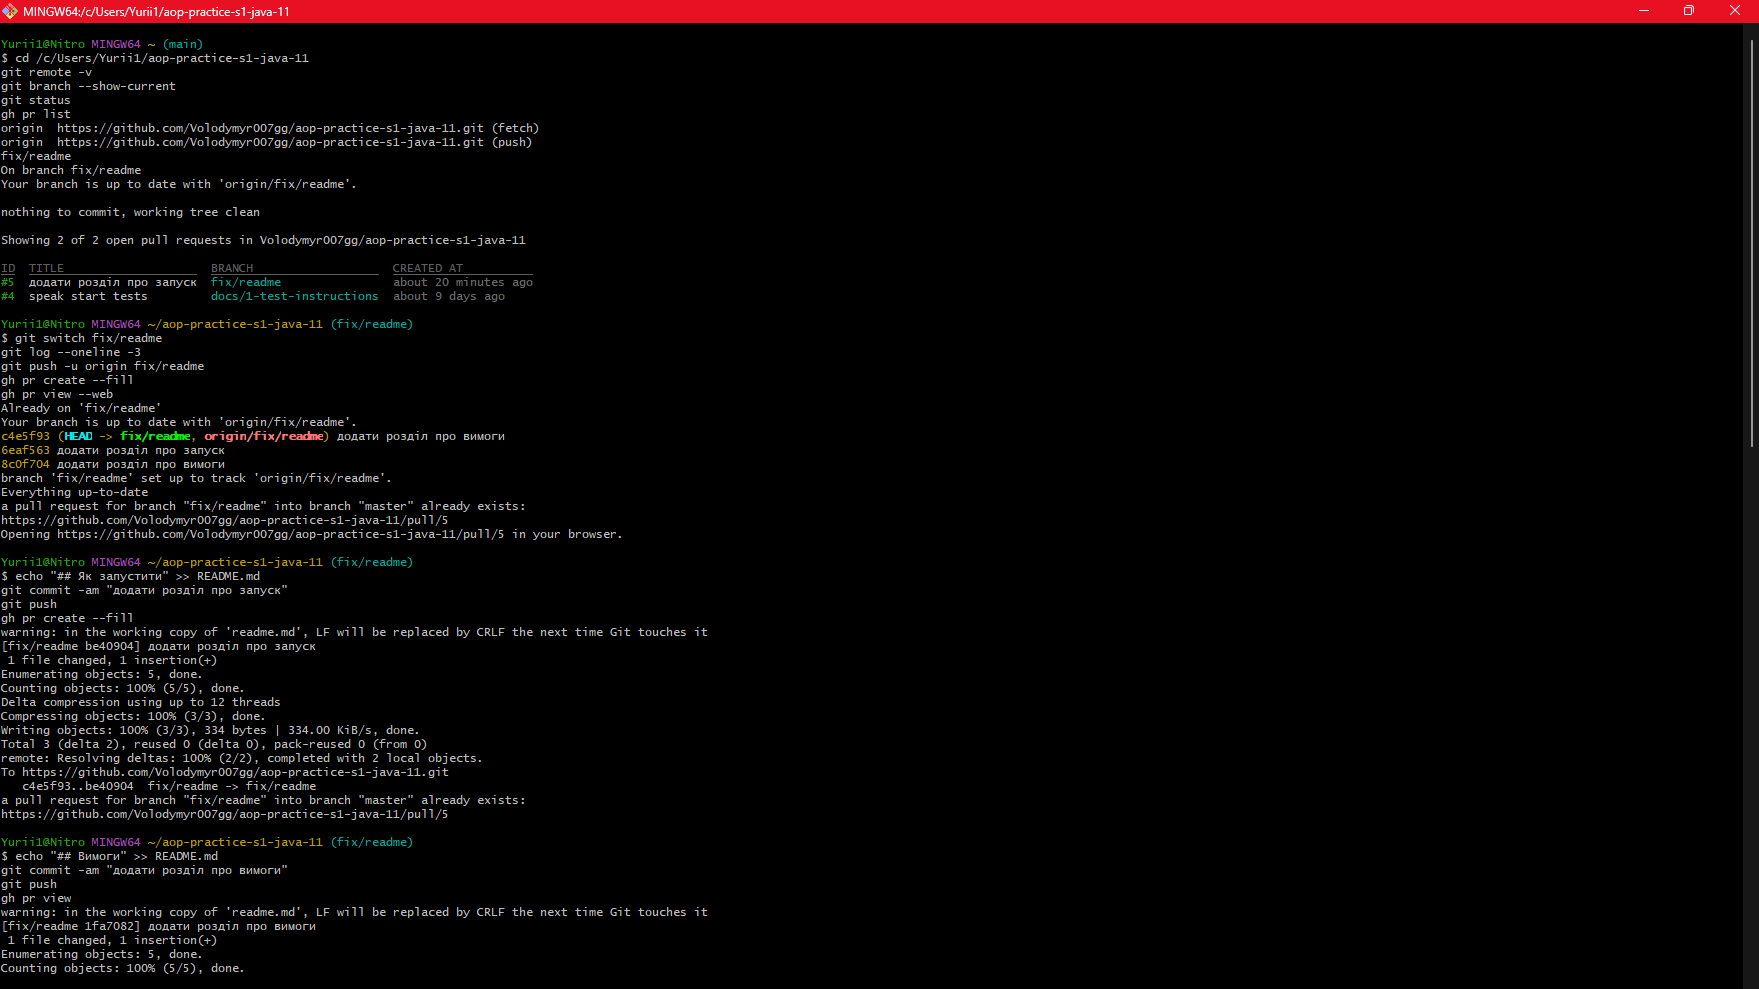 MINGW64:/c/Users/Yurii1/aop-practice-s1-java-11
Yurii1@Nitro MINGW64 ~ (main)
$ cd /c/Users/Yurii1/aop-practice-s1-java-11
git remote -v
git branch --show-current
git status
gh pr list
origin  https://github.com/Volodymyr007gg/aop-practice-s1-java-11.git (fetch)
origin  https://github.com/Volodymyr007gg/aop-practice-s1-java-11.git (push)
fix/readme
On branch fix/readme
Your branch is up to date with 'origin/fix/readme'.
nothing to commit, working tree clean
Showing 2 of 2 open pull requests in Volodymyr007gg/aop-practice-s1-java-11
ID  TITLE  BRANCH  CREATED AT
#5  додати розділ про запуск  fix/readme  about 20 minutes ago
#4  speak start tests  docs/1-test-instructions  about 9 days ago
Yurii1@Nitro MINGW64 ~/aop-practice-s1-java-11 (fix/readme)
$ git switch fix/readme
git log --oneline -3
git push -u origin fix/readme
gh pr create --fill
gh pr view --web
Already on 'fix/readme'
Your branch is up to date with 'origin/fix/readme'.
c4e5f93 (HEAD -> fix/readme, origin/fix/readme) додати розділ про вимоги
6eaf563 додати розділ про запуск
8c0f704 додати розділ про вимоги
branch 'fix/readme' set up to track 'origin/fix/readme'.
Everything up-to-date
a pull request for branch "fix/readme" into branch "master" already exists:
https://github.com/Volodymyr007gg/aop-practice-s1-java-11/pull/5
Opening https://github.com/Volodymyr007gg/aop-practice-s1-java-11/pull/5 in your browser.
Yurii1@Nitro MINGW64 ~/aop-practice-s1-java-11 (fix/readme)
$ echo "## Як запустити" >> README.md
git commit -am "додати розділ про запуск"
git push
gh pr create --fill
warning: in the working copy of 'readme.md', LF will be replaced by CRLF the next time Git touches it
[fix/readme be40904] додати розділ про запуск
 1 file changed, 1 insertion(+)
Enumerating objects: 5, done.
Counting objects: 100% (5/5), done.
Delta compression using up to 12 threads
Compressing objects: 100% (3/3), done.
Writing objects: 100% (3/3), 334 bytes | 334.00 KiB/s, done.
Total 3 (delta 2), reused 0 (delta 0), pack-reused 0 (from 0)
remote: Resolving deltas: 100% (2/2), completed with 2 local objects.
To https://github.com/Volodymyr007gg/aop-practice-s1-java-11.git
   c4e5f93..be40904  fix/readme -> fix/readme
a pull request for branch "fix/readme" into branch "master" already exists:
https://github.com/Volodymyr007gg/aop-practice-s1-java-11/pull/5
Yurii1@Nitro MINGW64 ~/aop-practice-s1-java-11 (fix/readme)
$ echo "## Вимоги" >> README.md
git commit -am "додати розділ про вимоги"
git push
gh pr view
warning: in the working copy of 'readme.md', LF will be replaced by CRLF the next time Git touches it
[fix/readme 1fa7082] додати розділ про вимоги
 1 file changed, 1 insertion(+)
Enumerating objects: 5, done.
Counting objects: 100% (5/5), done.